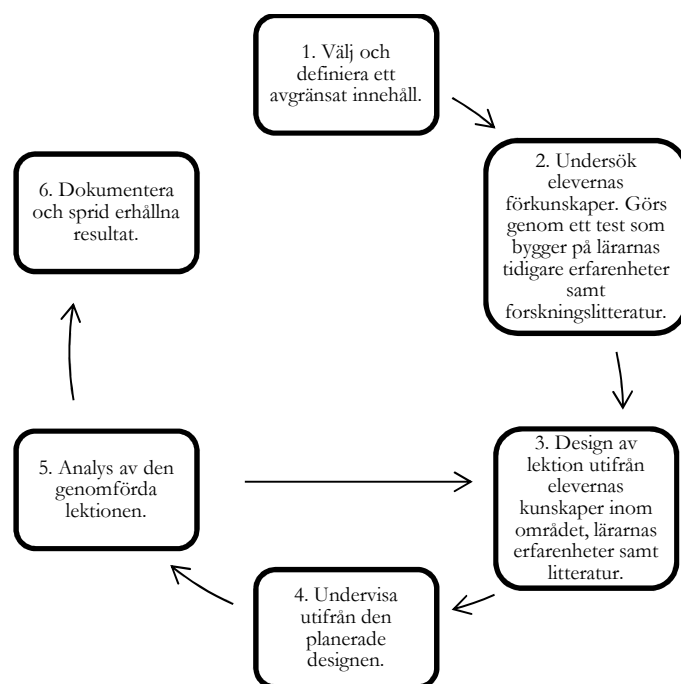 1. Välj och
definiera ett
avgränsat innehåll.
2. Undersök
elevernas
förkunskaper. Görs
genom ett test som
bygger på lärarnas
tidigare erfarenheter
samt
forskningslitteratur.
3. Design av
lektion utifrån
elevernas
kunskaper inom
området, lärarnas
erfarenheter samt
litteratur.
4. Undervisa
utifrån den
planerade
designen.
5. Analys av den
genomförda
lektionen.
6. Dokumentera
och sprid erhållna
resultat.